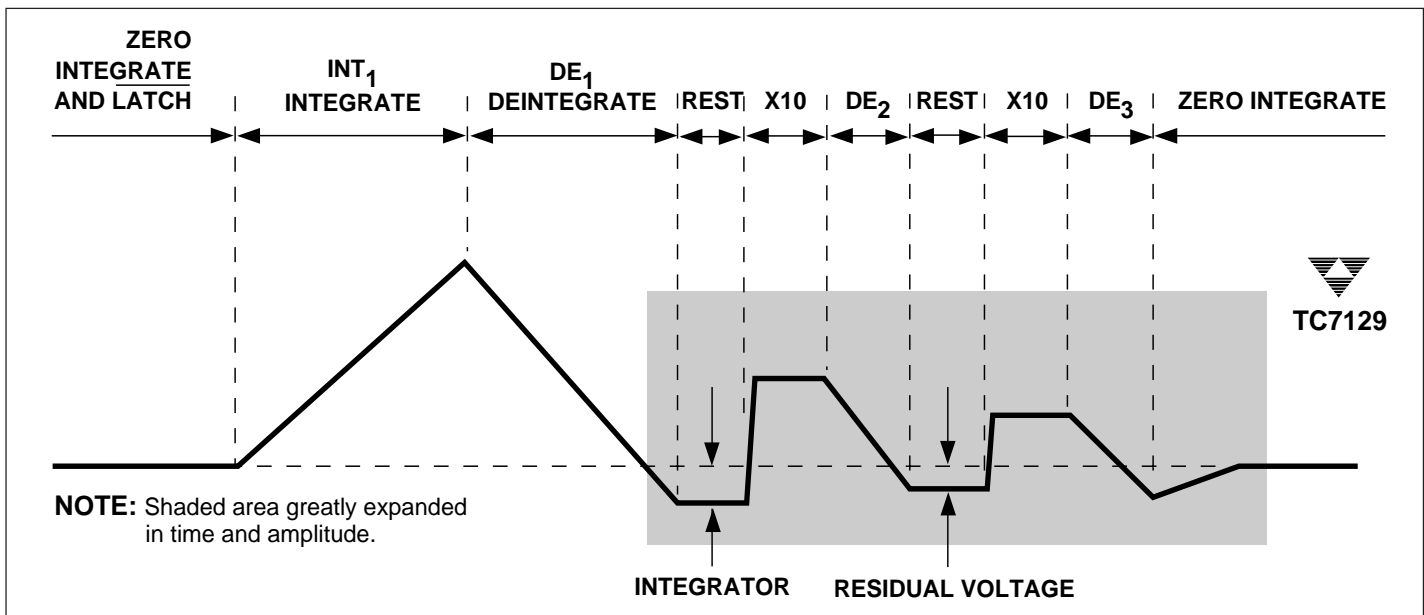 ZERO
INTEGRATE
AND LATCH
INT1
INTEGRATE
DE1
DEINTEGRATE
REST
X10
DE2
REST
X10
DE3
ZERO INTEGRATE
TC7129
NOTE: Shaded area greatly expanded
in time and amplitude.
INTEGRATOR
RESIDUAL VOLTAGE